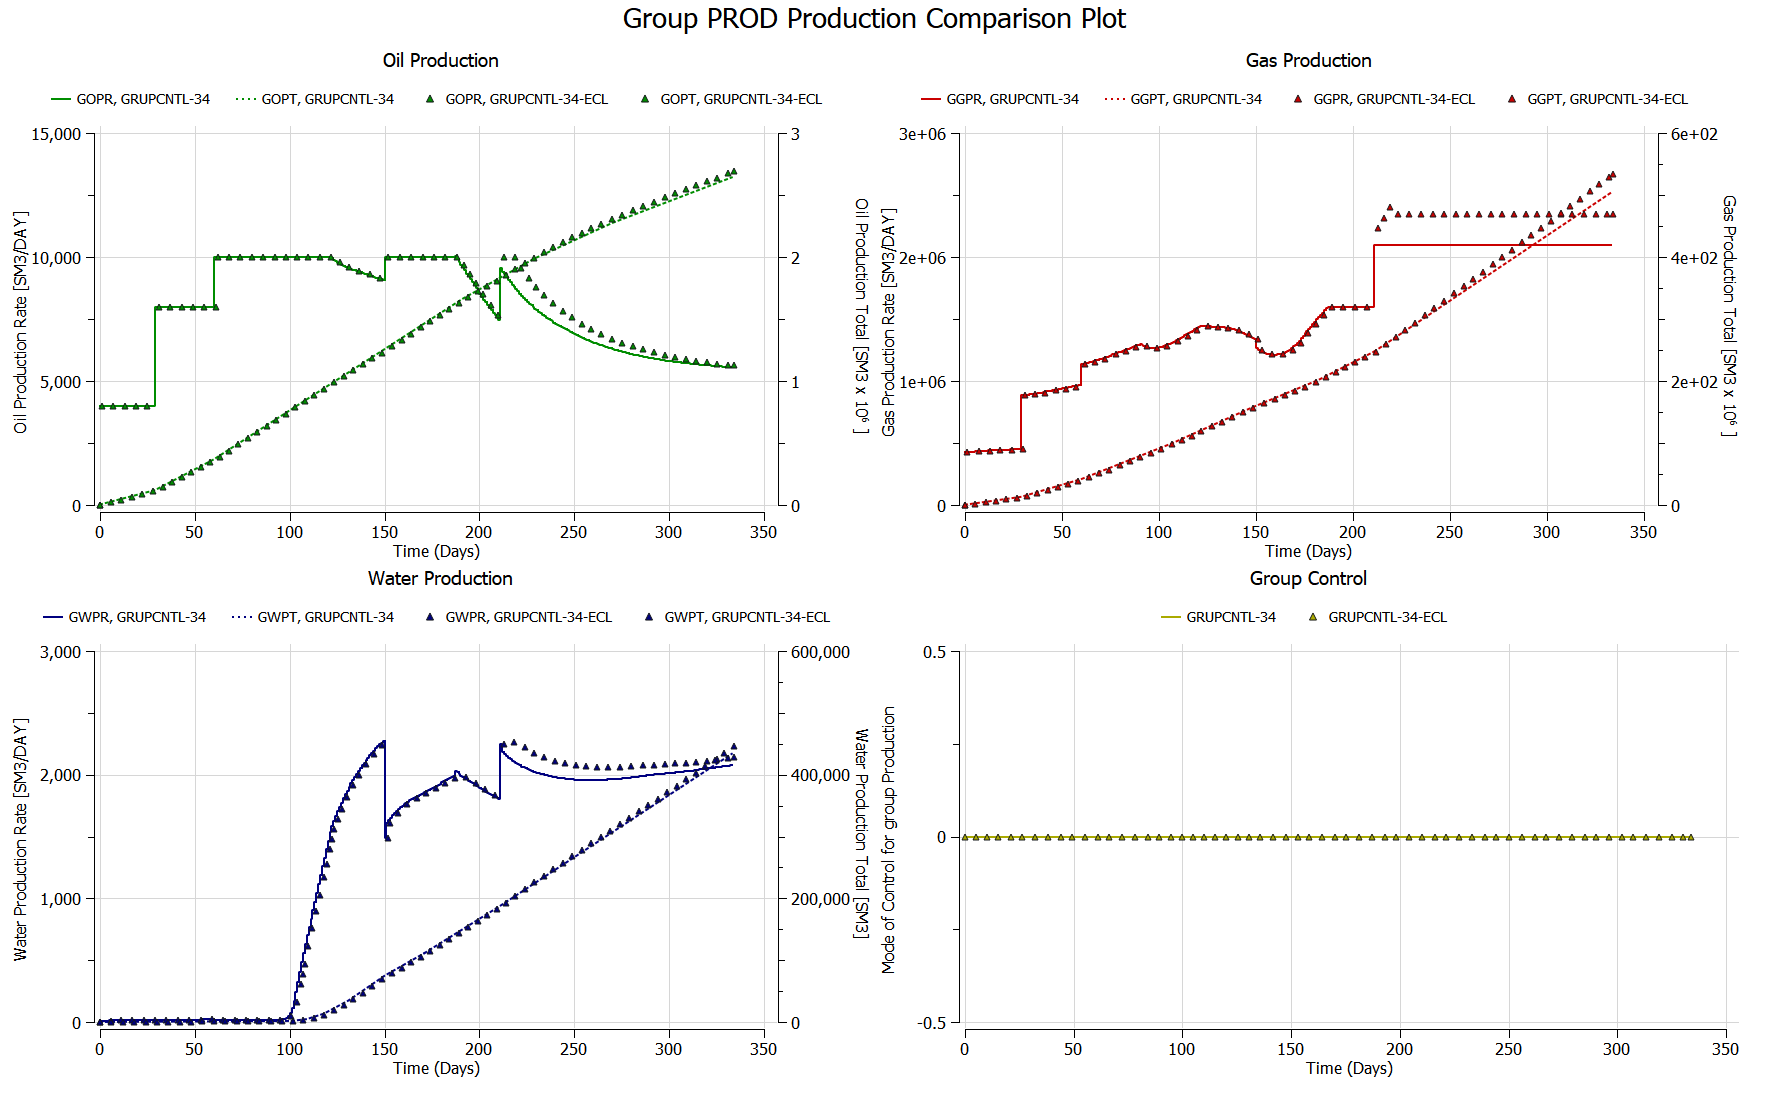 Group PROD Production Comparison Plot
Oil Production
GOPR, GRUPCNTL-34 GOPT, GRUPCNTL-34 GOPR, GRUPCNTL-34-ECL GOPT, GRUPCNTL-34-ECL
15,000
10,000
5,000
0
Oil Production Rate [SM3/DAY]
3
2
1
0
Oil Production Total [SM3 x 10⁶ ]
0 50 100 150 200 250 300 350
Time (Days)
Gas Production
GGPR, GRUPCNTL-34 GGPT, GRUPCNTL-34 GGPR, GRUPCNTL-34-ECL GGPT, GRUPCNTL-34-ECL
3e+06
2e+06
1e+06
0
Gas Production Rate [SM3/DAY]
6e+02
4e+02
2e+02
0
Gas Production Total [SM3 x 10⁶ ]
0 50 100 150 200 250 300 350
Time (Days)
Water Production
GWPR, GRUPCNTL-34 GWPT, GRUPCNTL-34 GWPR, GRUPCNTL-34-ECL GWPT, GRUPCNTL-34-ECL
3,000
2,000
1,000
0
Water Production Rate [SM3/DAY]
600,000
400,000
200,000
0
Water Production Total [SM3]
0 50 100 150 200 250 300 350
Time (Days)
Group Control
GRUPCNTL-34 GRUPCNTL-34-ECL
0.5
0
-0.5
Mode of Control for group Production
0 50 100 150 200 250 300 350
Time (Days)